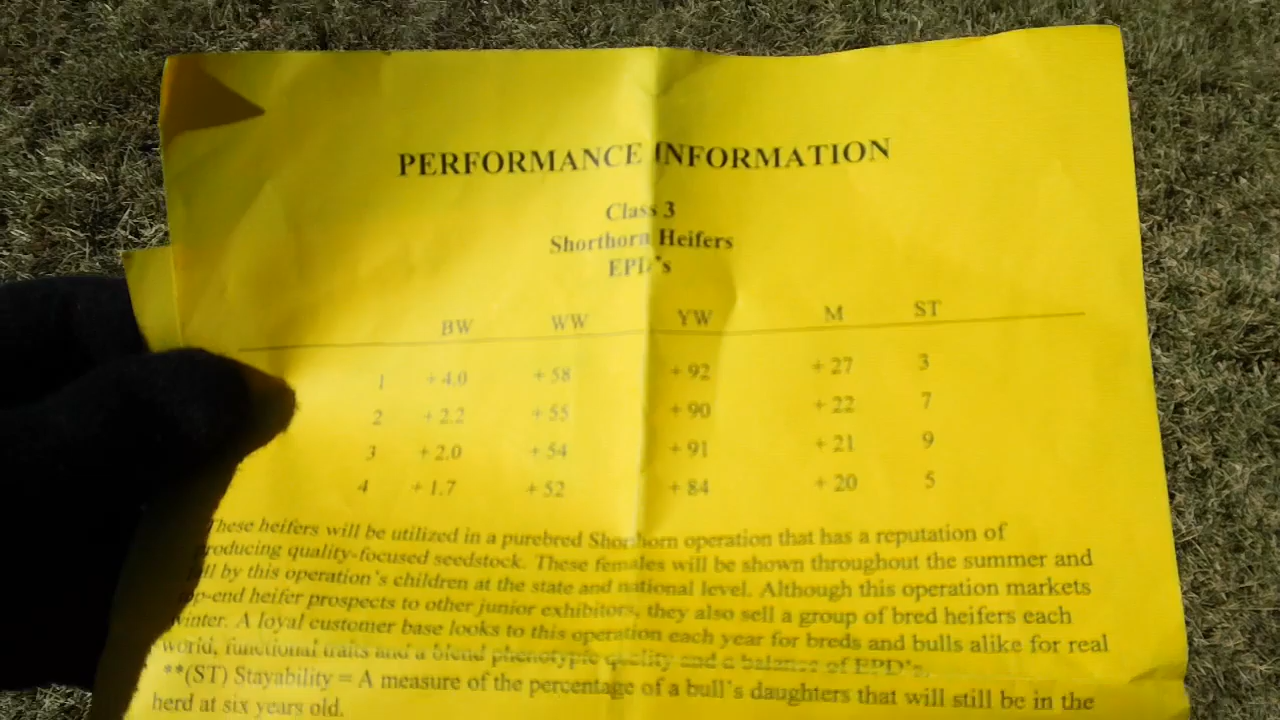 PERFORMANCE INFORMATION
Class 3
Shorthorn Heifers
EPD's
BW WW YW M ST
1 +4.0 +58 +92 +27 3
2 +2.2 +55 +90 +22 7
3 +2.0 +54 +91 +21 9
4 +1.7 +52 +84 +20 5
These heifers will be utilized in a purebred Shorthorn operation that has a reputation of
producing quality-focused seedstock. These females will be shown throughout the summer and
fall by this operation's children at the state and national level. Although this operation markets
top-end heifer prospects to other junior exhibitors, they also sell a group of bred heifers each
winter. A loyal customer base looks to this operation each year for breds and bulls alike for real
world, functional traits and a blend phenotypic quality and a balance of EPD's.
**(ST) Stayability = A measure of the percentage of a bull's daughters that will still be in the
herd at six years old.